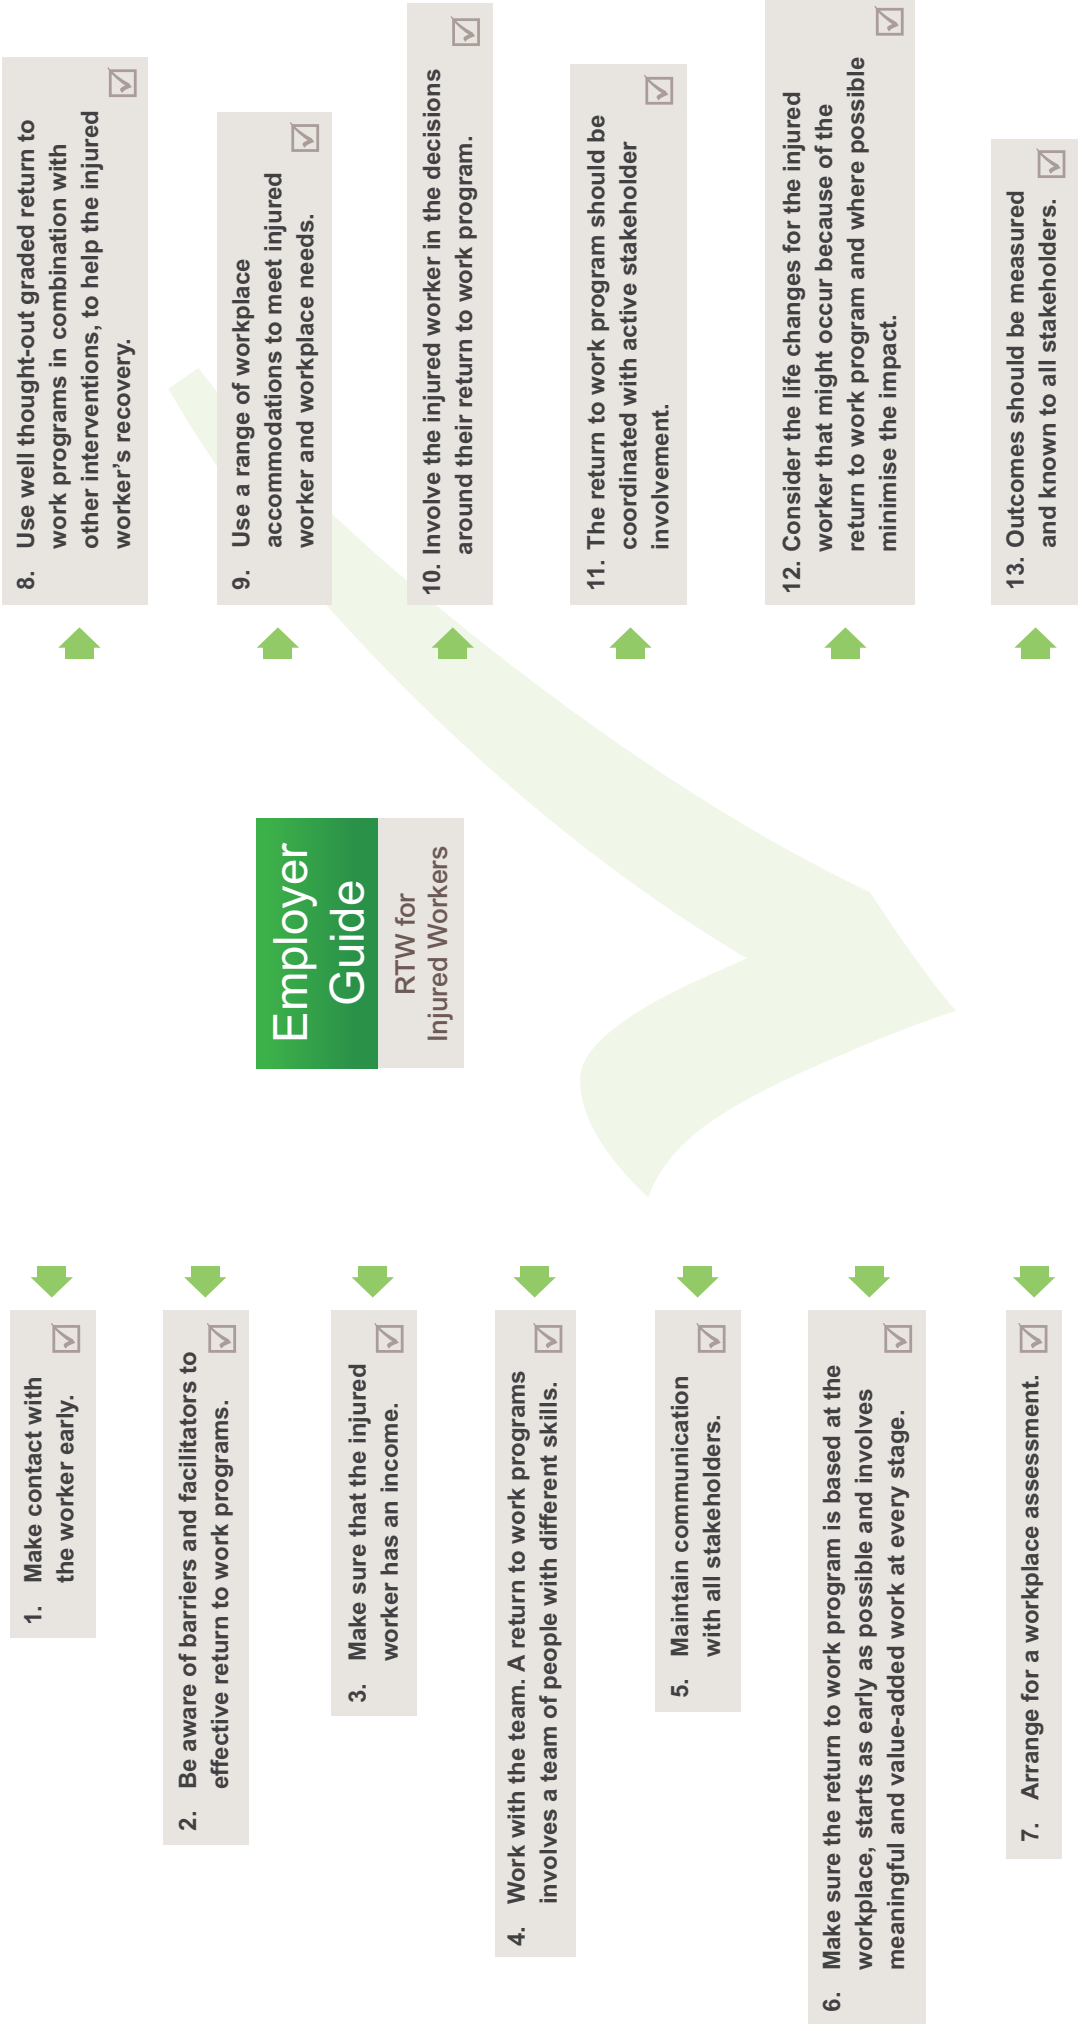 Employer
Guide
RTW for
Injured Workers
1. Make contact with
the worker early.
2. Be aware of barriers and facilitators to
effective return to work programs.
3. Make sure that the injured
worker has an income.
4. Work with the team. A return to work programs
involves a team of people with different skills.
5. Maintain communication
with all stakeholders.
6. Make sure the return to work program is based at the
workplace, starts as early as possible and involves
meaningful and value-added work at every stage.
7. Arrange for a workplace assessment.
8. Use well thought-out graded return to
work programs in combination with
other interventions, to help the injured
worker’s recovery.
9. Use a range of workplace
accommodations to meet injured
worker and workplace needs.
10. Involve the injured worker in the decisions
around their return to work program.
11. The return to work program should be
coordinated with active stakeholder
involvement.
12. Consider the life changes for the injured
worker that might occur because of the
return to work program and where possible
minimise the impact.
13. Outcomes should be measured
and known to all stakeholders.